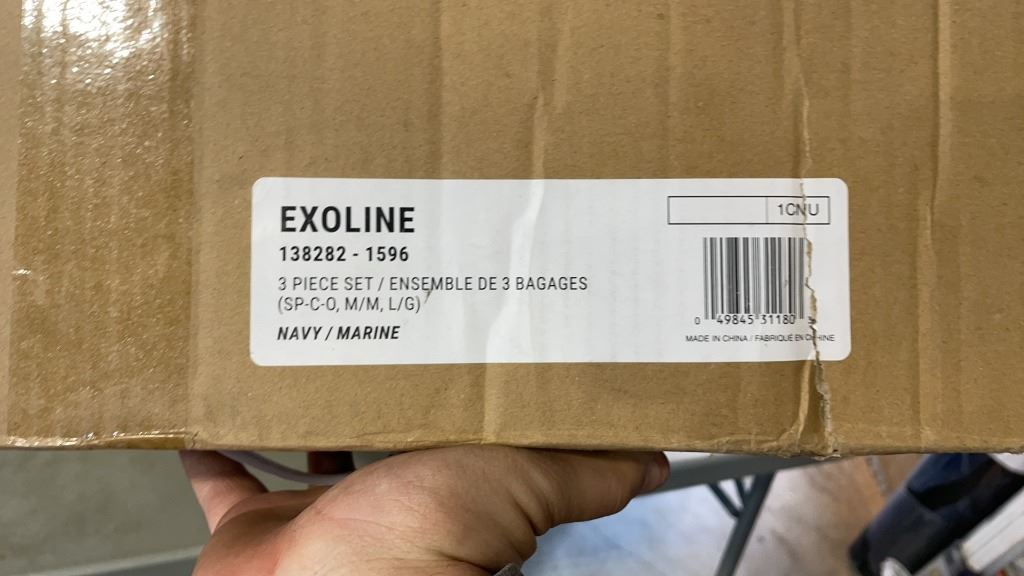 EXOLINE
1CNU
138282 - 1596
3 PIECE SET / ENSEMBLE DE 3 BAGAGES
(SP-C-O, M/M, L/G)
NAVY / MARINE
0 49845 31180
MADE IN CHINA / FABRIQUÉ EN CHINE